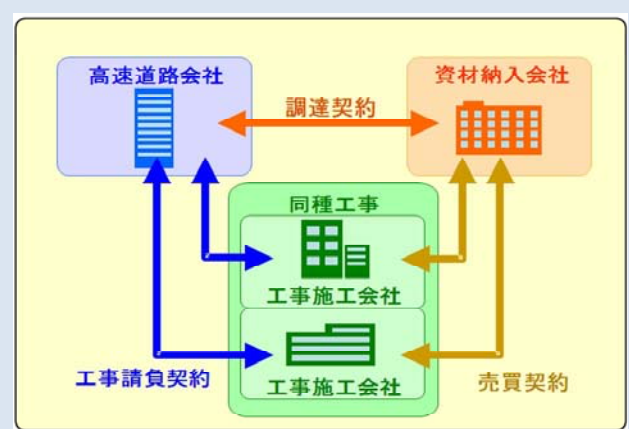 高速道路会社
資材納入会社
調達契約
同種工事
工事施工会社
工事請負契約
工事施工会社
売買契約